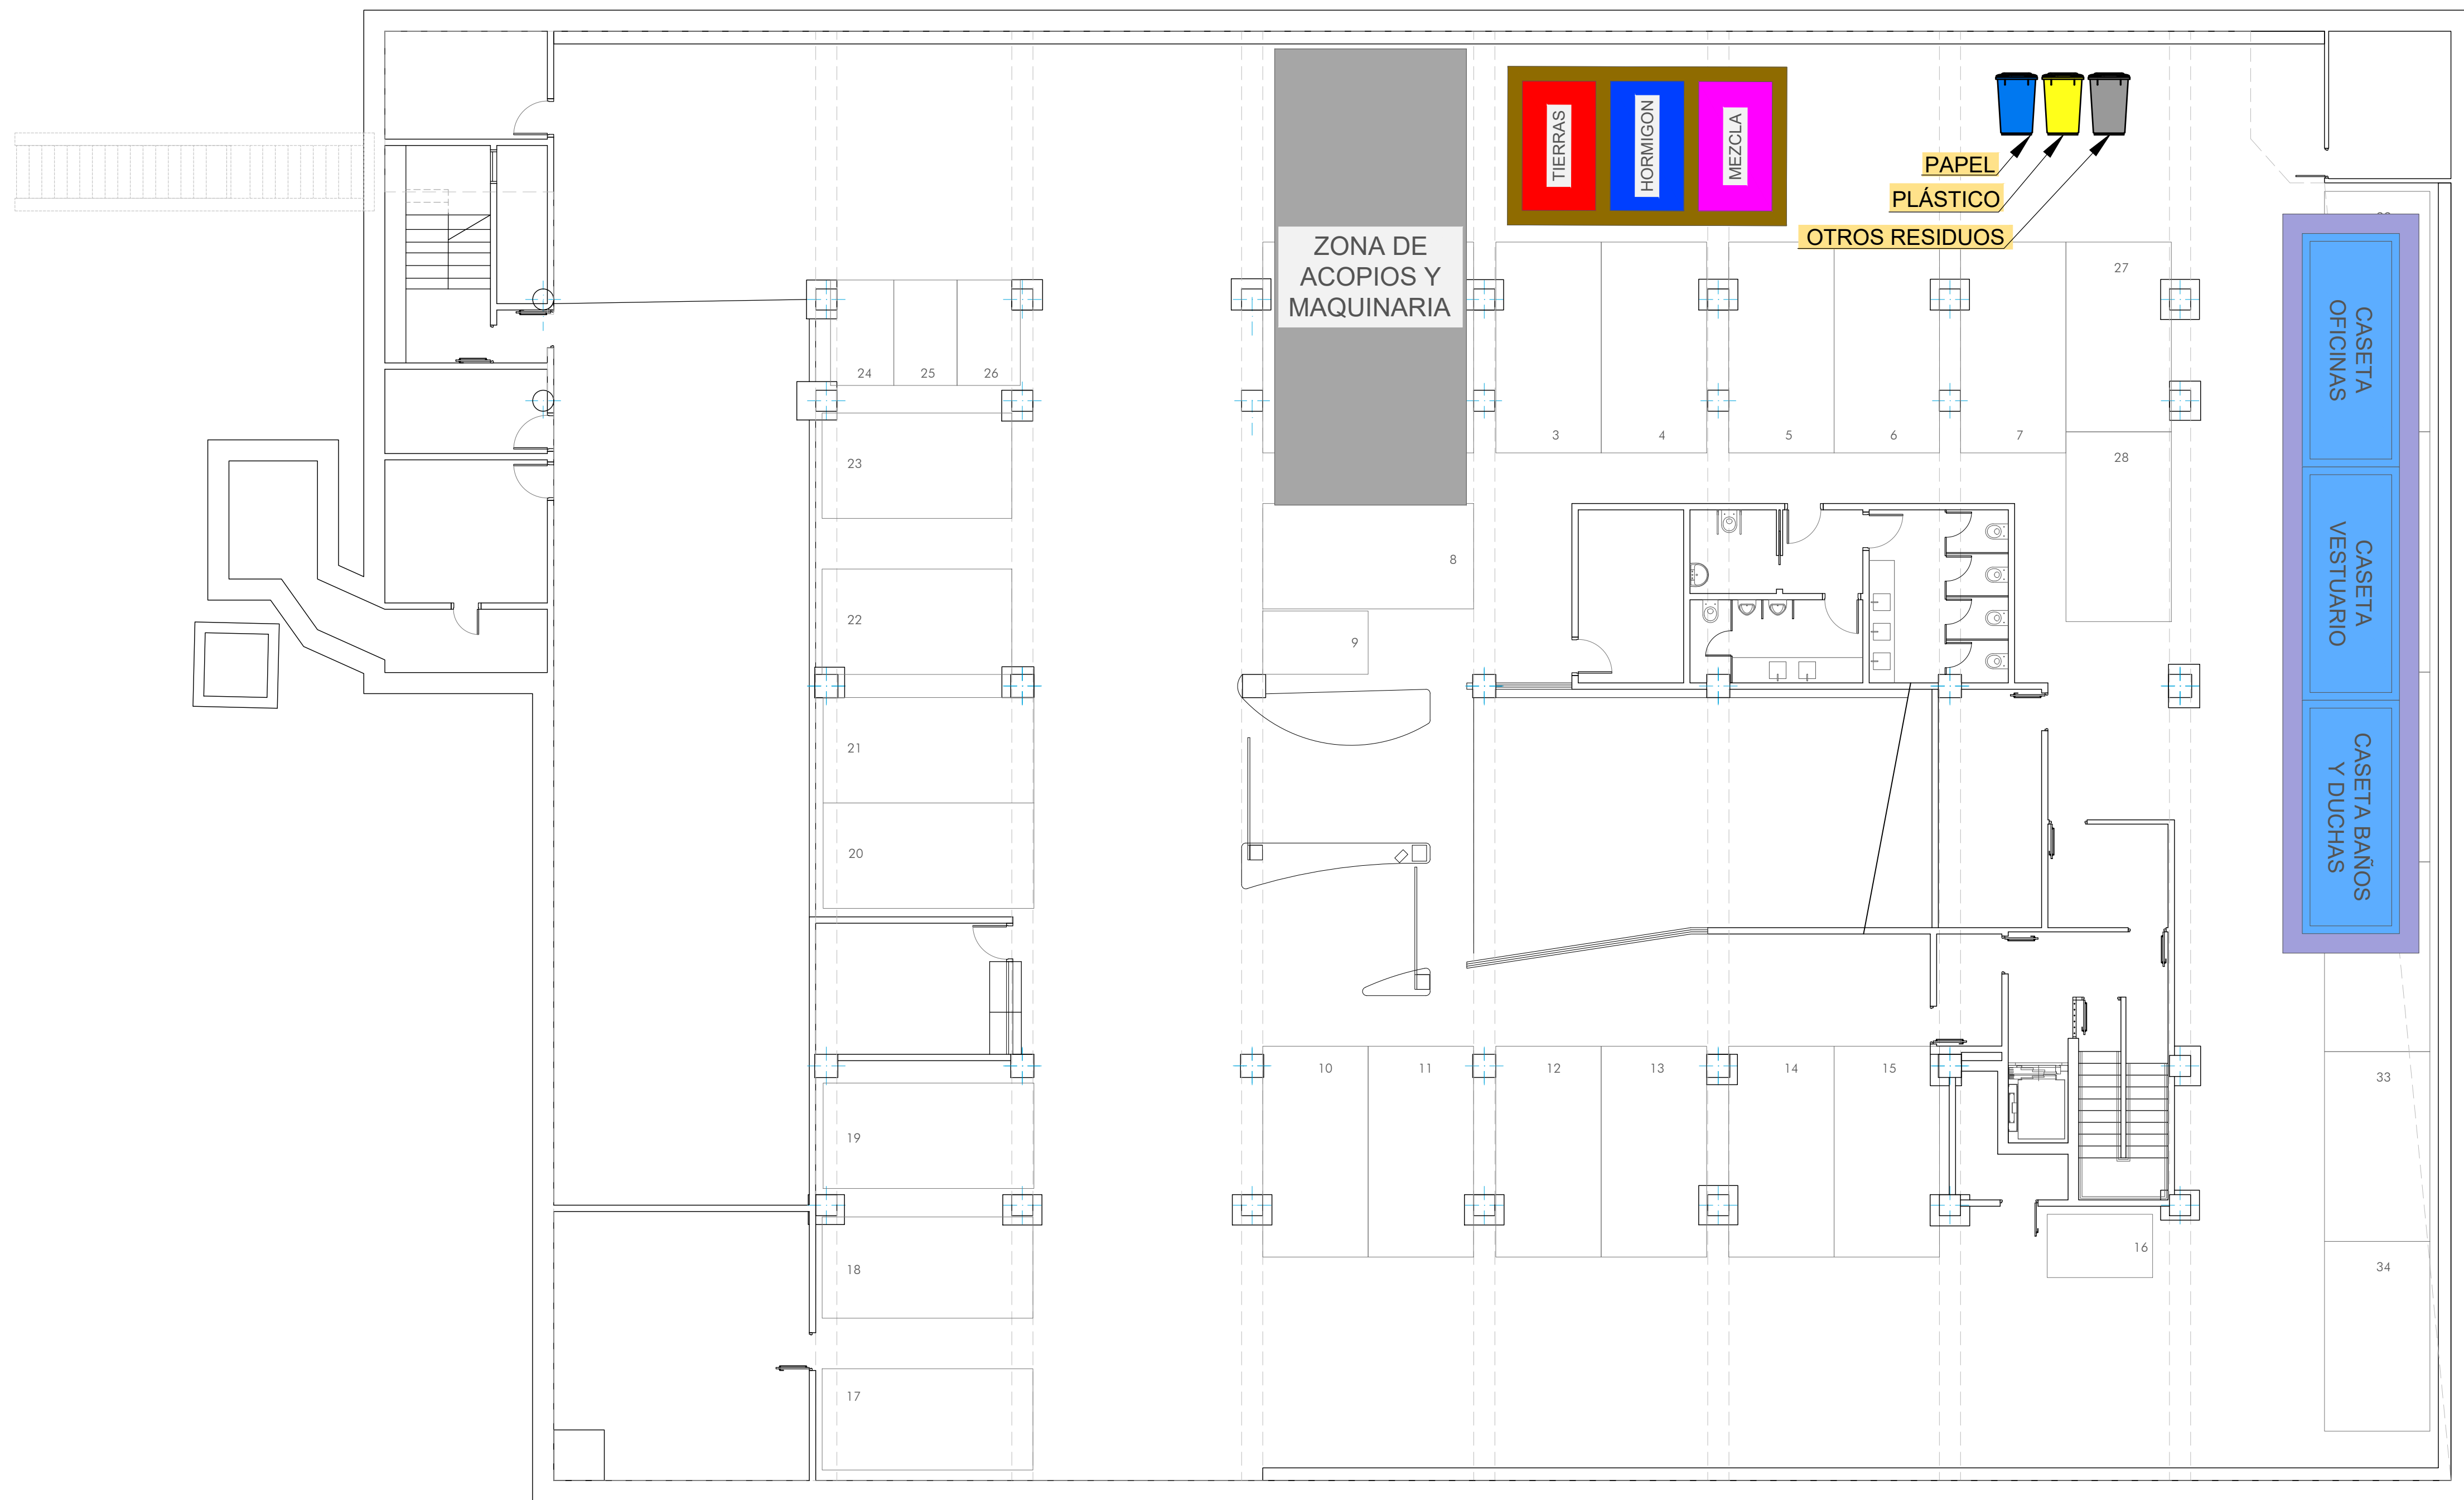 TIERRAS
HORMIGON
MEZCLA
PAPEL
PLÁSTICO
OTROS RESIDUOS
ZONA DE
ACOPIOS Y
MAQUINARIA
CASETA
OFICINAS
CASETA
VESTUARIO
CASETA BAÑOS
Y DUCHAS
27
24
25
26
3
4
5
6
7
28
23
8
22
9
21
20
10
11
12
13
14
15
33
19
16
18
34
17